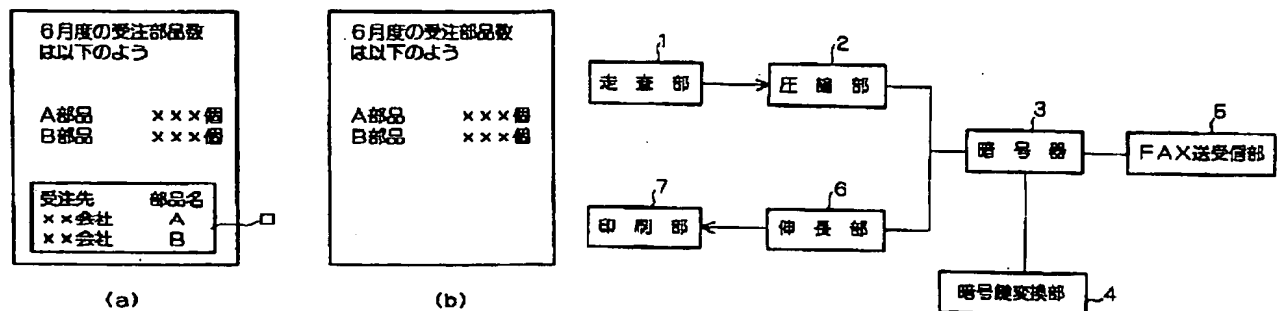 6月度の受注部品数
は以下のよう
A部品 ×××個
B部品 ×××個
受注先 部品名
××会社 A
××会社 B
ロ
(a)
6月度の受注部品数
は以下のよう
A部品 ×××個
B部品 ×××個
(b)
1
走査部
2
圧縮部
3
暗号器
5
FAX送受信部
7
印刷部
6
伸長部
暗号鍵変換部
4